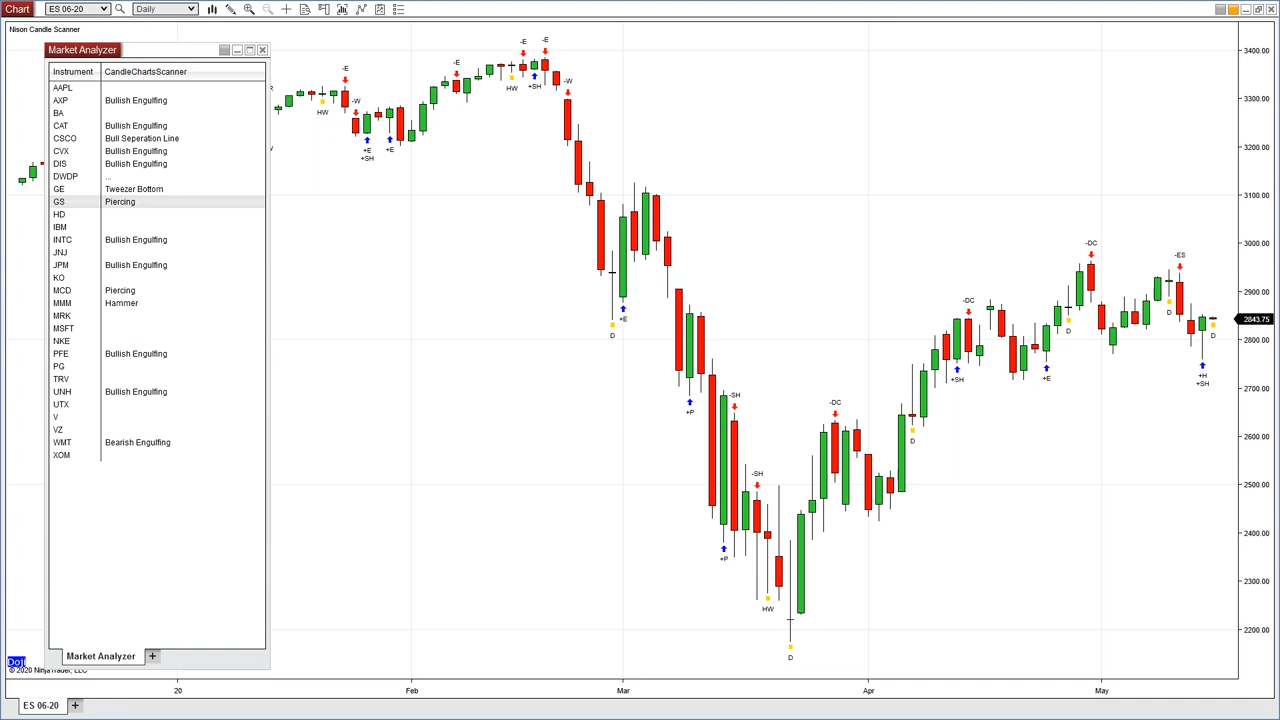 Chart
ES 06-20
Daily
Nison Candle Scanner
Market Analyzer
Instrument CandleChartsScanner
AAPL
AXP Bullish Engulfing
BA
CAT Bullish Engulfing
CSCO Bull Seperation Line
CVX Bullish Engulfing
DIS Bullish Engulfing
DWDP ...
GE Tweezer Bottom
GS Piercing
HD
IBM
INTC Bullish Engulfing
JNJ
JPM Bullish Engulfing
KO
MCD Piercing
MMM Hammer
MRK
MSFT
NKE
PFE Bullish Engulfing
PG
TRV
UNH Bullish Engulfing
UTX
V
VZ
WMT Bearish Engulfing
XOM
Market Analyzer +
Doji
© 2020 NinjaTrader, LLC
-E
HW
-W
+E
+SH
+E
-E
HW
-E
+SH
-E
-W
D
+E
+P
+P
-SH
-SH
HW
D
-DC
D
+SH
-DC
+E
D
-DC
D
-ES
+H
+SH
D
3400.00
3300.00
3200.00
3100.00
3000.00
2900.00
2843.75
2800.00
2700.00
2600.00
2500.00
2400.00
2300.00
2200.00
20 Feb Mar Apr May
ES 06-20 +